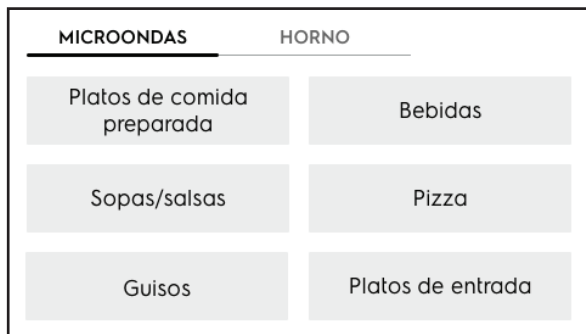 MICROONDAS
HORNO
Platos de comida
preparada
Bebidas
Sopas/salsas
Pizza
Guisos
Platos de entrada